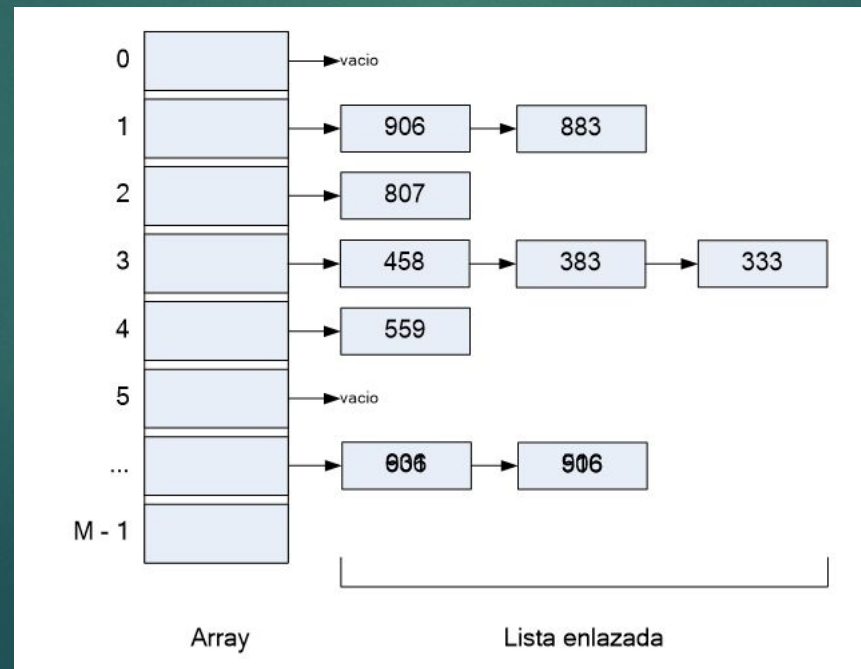 0 vacio
1 906 883
2 807
3 458 383 333
4 559
5 vacio
...
M - 1
Array Lista enlazada